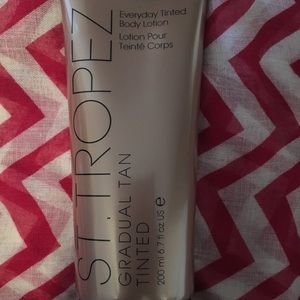 Everyday Tinted
Body Lotion
Lotion Pour
Teinté Corps
ST.TROPEZ
GRADUAL TAN
TINTED
200 ml 6.7 fl oz US e